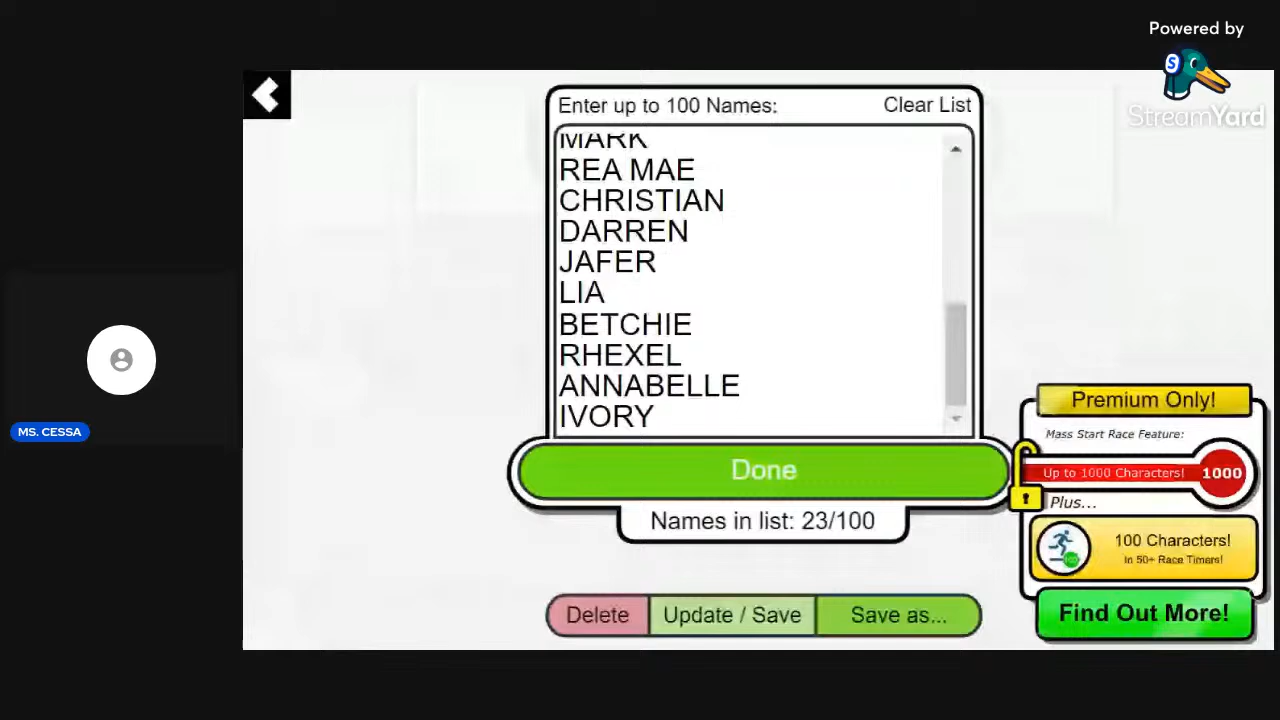 Powered by
StreamYard
Enter up to 100 Names:
Clear List
MARK
REA MAE
CHRISTIAN
DARREN
JAFER
LIA
BETCHIE
RHEXEL
ANNABELLE
IVORY
Done
Names in list: 23/100
Delete
Update / Save
Save as...
MS. CESSA
Premium Only!
Mass Start Race Feature:
Up to 1000 Characters!
1000
Plus...
100 Characters!
In 50+ Race Timers!
Find Out More!